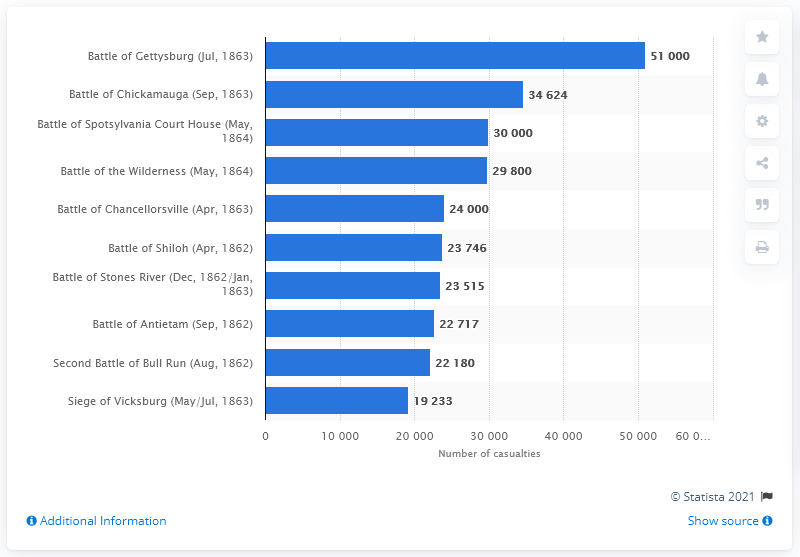 Battle of Gettysburg (Jul, 1863)
51 000
Battle of Chickamauga (Sep, 1863)
34 624
Battle of Spotsylvania Court House (May,
1864)
30 000
Battle of the Wilderness (May, 1864)
29 800
Battle of Chancellorsville (Apr, 1863)
24 000
Battle of Shiloh (Apr, 1862)
23 746
Battle of Stones River (Dec, 1862/Jan,
1863)
23 515
Battle of Antietam (Sep, 1862)
22 717
Second Battle of Bull Run (Aug, 1862)
22 180
Siege of Vicksburg (May/Jul, 1863)
19 233
0 10 000 20 000 30 000 40 000 50 000 60 0...
Number of casualties
© Statista 2021
Additional Information
Show source